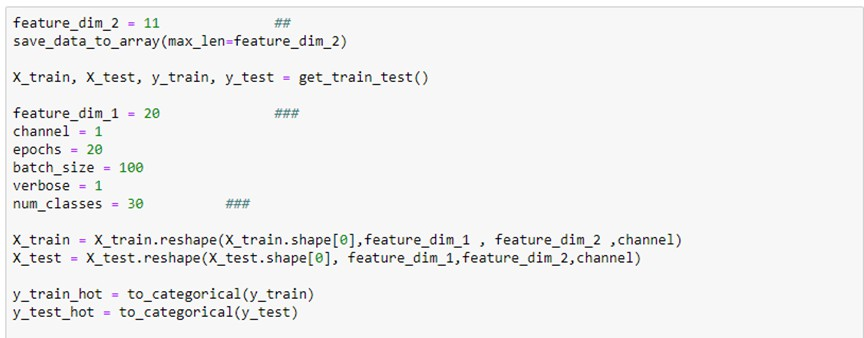 feature_dim_2 = 11 ##
save_data_to_array(max_len=feature_dim_2)
X_train, X_test, y_train, y_test = get_train_test()
feature_dim_1 = 20 ###
channel = 1
epochs = 20
batch_size = 100
verbose = 1
num_classes = 30 ###
X_train = X_train.reshape(X_train.shape[0],feature_dim_1 , feature_dim_2 ,channel)
X_test = X_test.reshape(X_test.shape[0], feature_dim_1,feature_dim_2,channel)
y_train_hot = to_categorical(y_train)
y_test_hot = to_categorical(y_test)